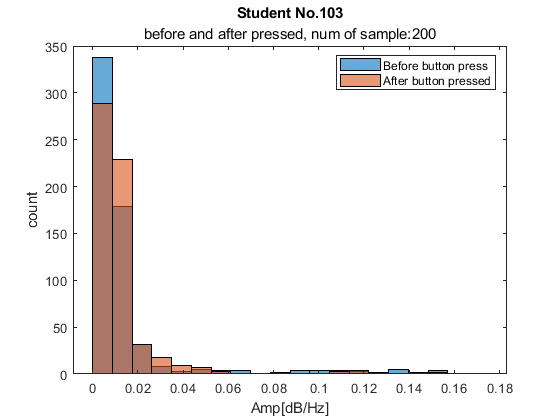 Student No.103
before and after pressed, num of sample:200
Before button press
After button pressed
350
300
250
200
150
100
50
0
count
0 0.02 0.04 0.06 0.08 0.1 0.12 0.14 0.16 0.18
Amp[dB/Hz]